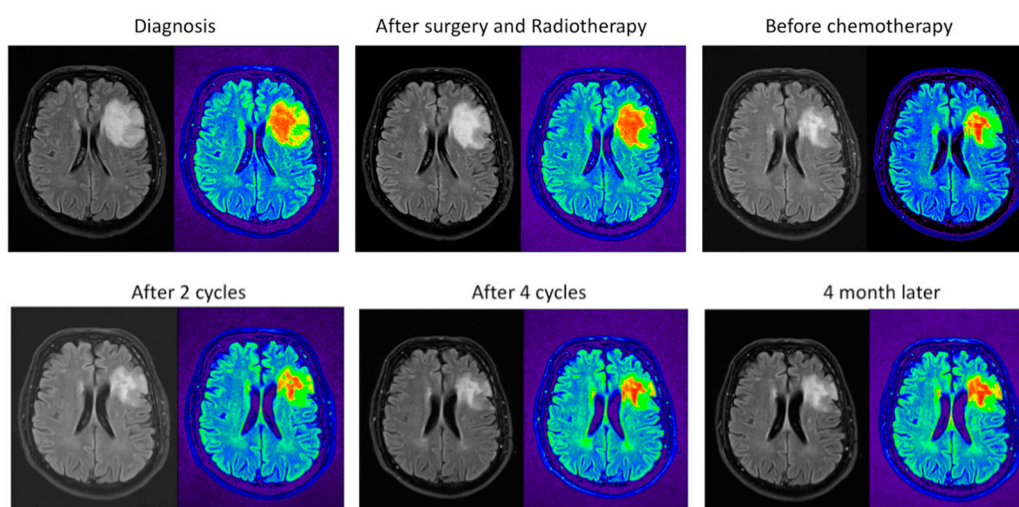 Diagnosis
After surgery and Radiotherapy
Before chemotherapy
After 2 cycles
After 4 cycles
4 month later